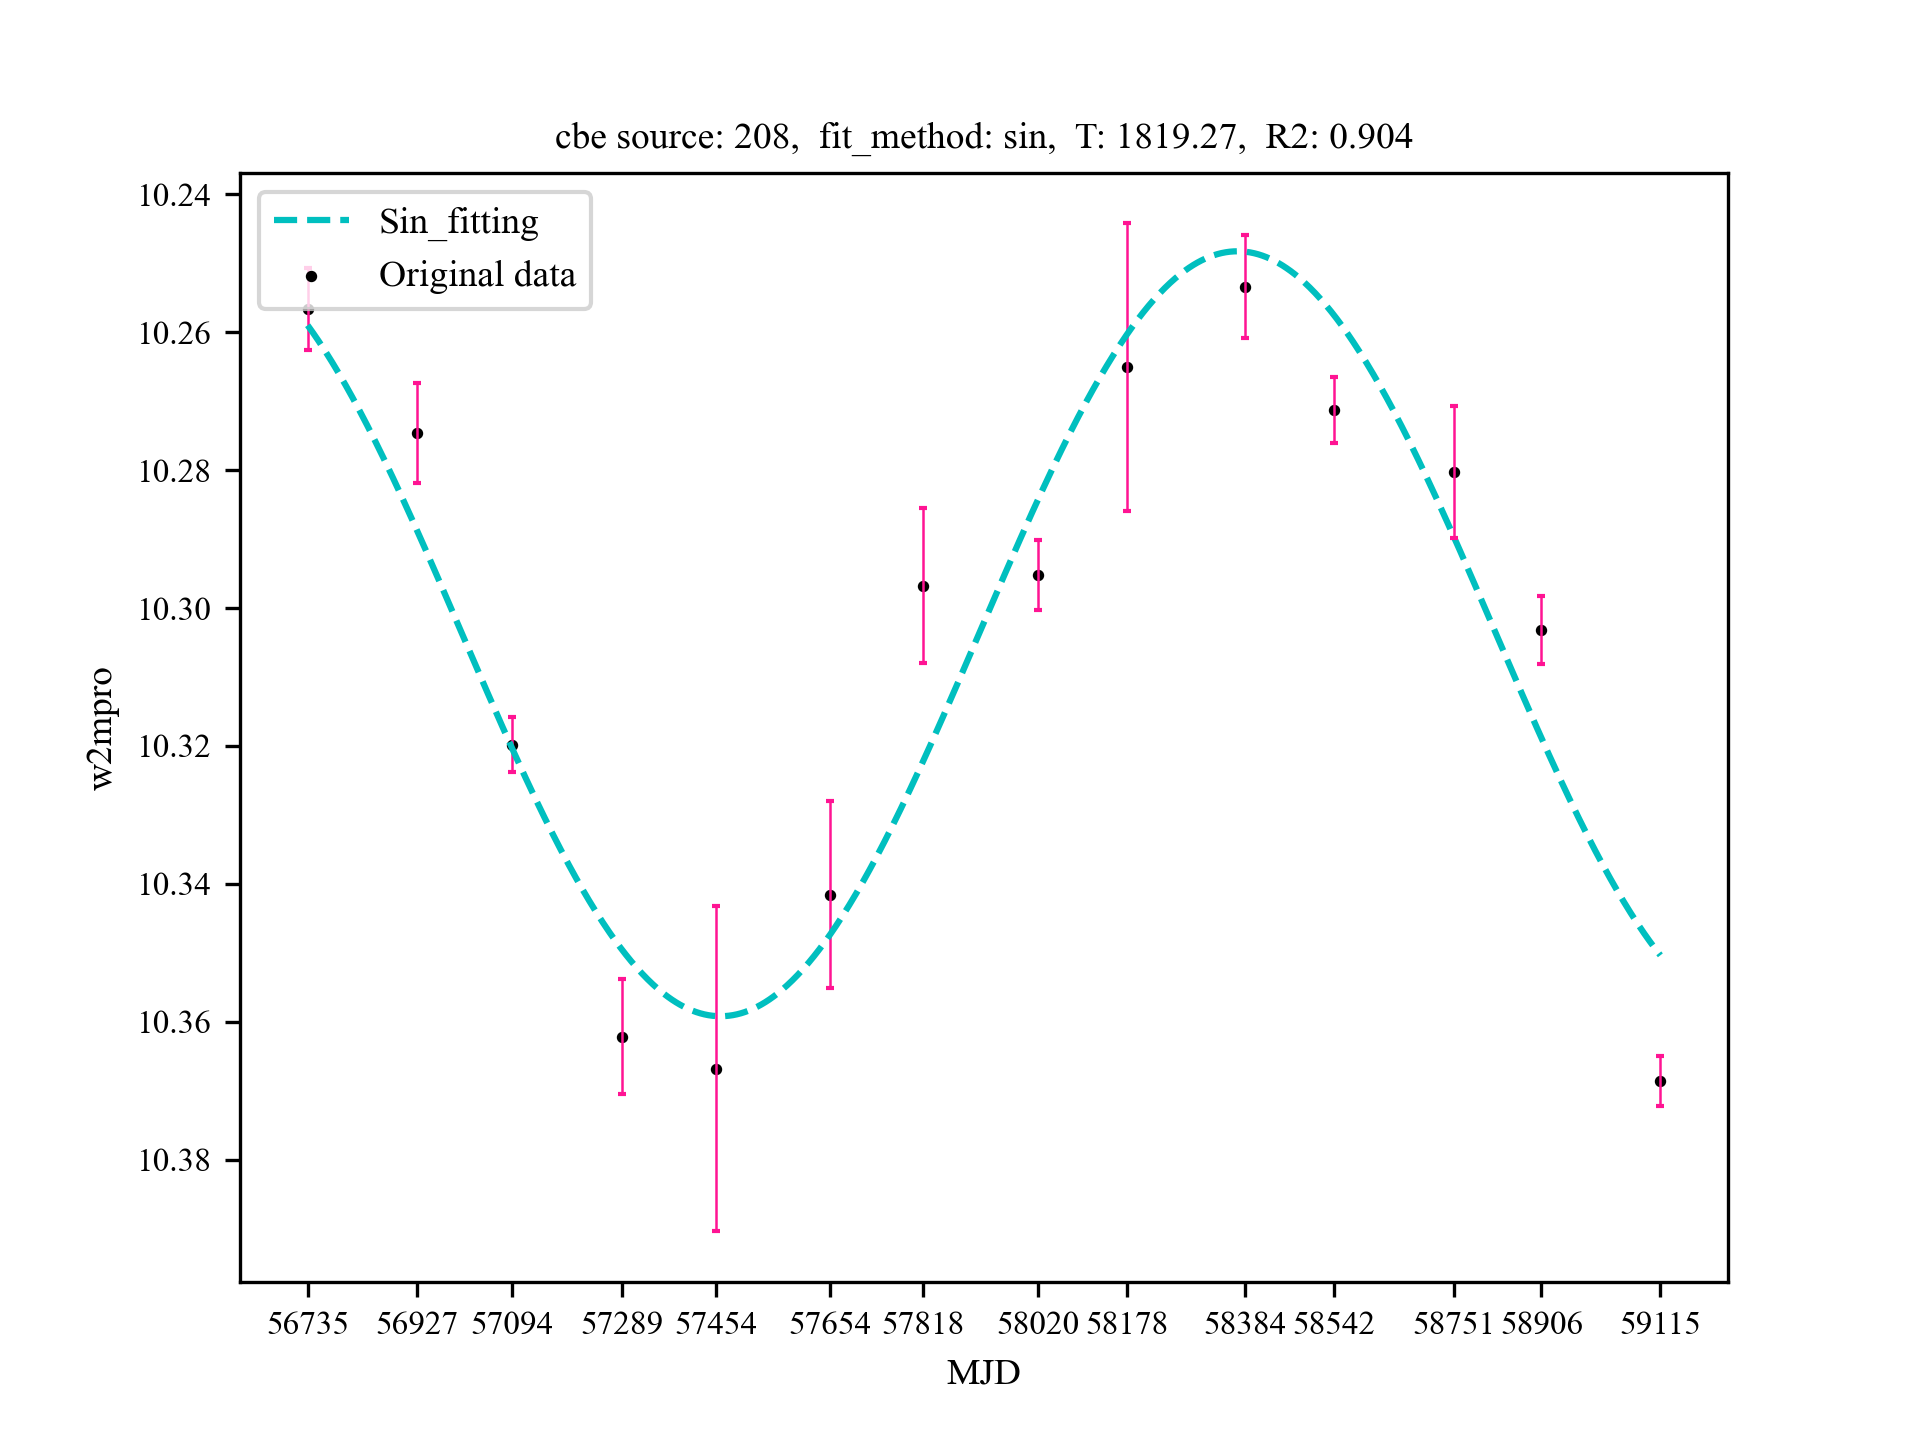 cbe source: 208,  fit_method: sin,  T: 1819.27,  R2: 0.904
Sin_fitting
Original data
10.24
10.26
10.28
10.30
10.32
10.34
10.36
10.38
w2mpro
56735 56927 57094 57289 57454 57654 57818 58020 58178 58384 58542 58751 58906 59115
MJD